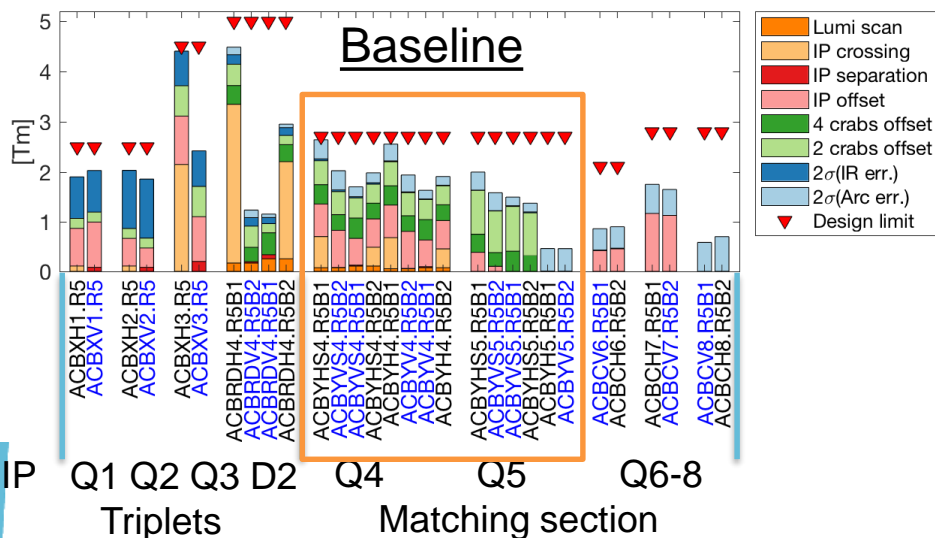 Baseline
[Tm]
5
4
3
2
1
0
Lumi scan
IP crossing
IP separation
IP offset
4 crabs offset
2 crabs offset
2σ(IR err.)
2σ(Arc err.)
Design limit
ACBXH1.R5
ACBXV1.R5
ACBXH2.R5
ACBXV2.R5
ACBXH3.R5
ACBXV3.R5
ACBRDH4.R5B1
ACBRDV4.R5B2
ACBRDV4.R5B1
ACBRDH4.R5B2
ACBYHS4.R5B1
ACBYVS4.R5B2
ACBYVS4.R5B1
ACBYHS4.R5B2
ACBYH4.R5B1
ACBYV4.R5B2
ACBYV4.R5B1
ACBYH4.R5B2
ACBYHS5.R5B1
ACBYVS5.R5B2
ACBYVS5.R5B1
ACBYHS5.R5B2
ACBYH5.R5B1
ACBYV5.R5B2
ACBCV6.R5B1
ACBCH6.R5B2
ACBCH7.R5B1
ACBCV7.R5B2
ACBCV8.R5B1
ACBCH8.R5B2
IP Q1 Q2 Q3 D2 Q4 Q5 Q6-8
Triplets Matching section